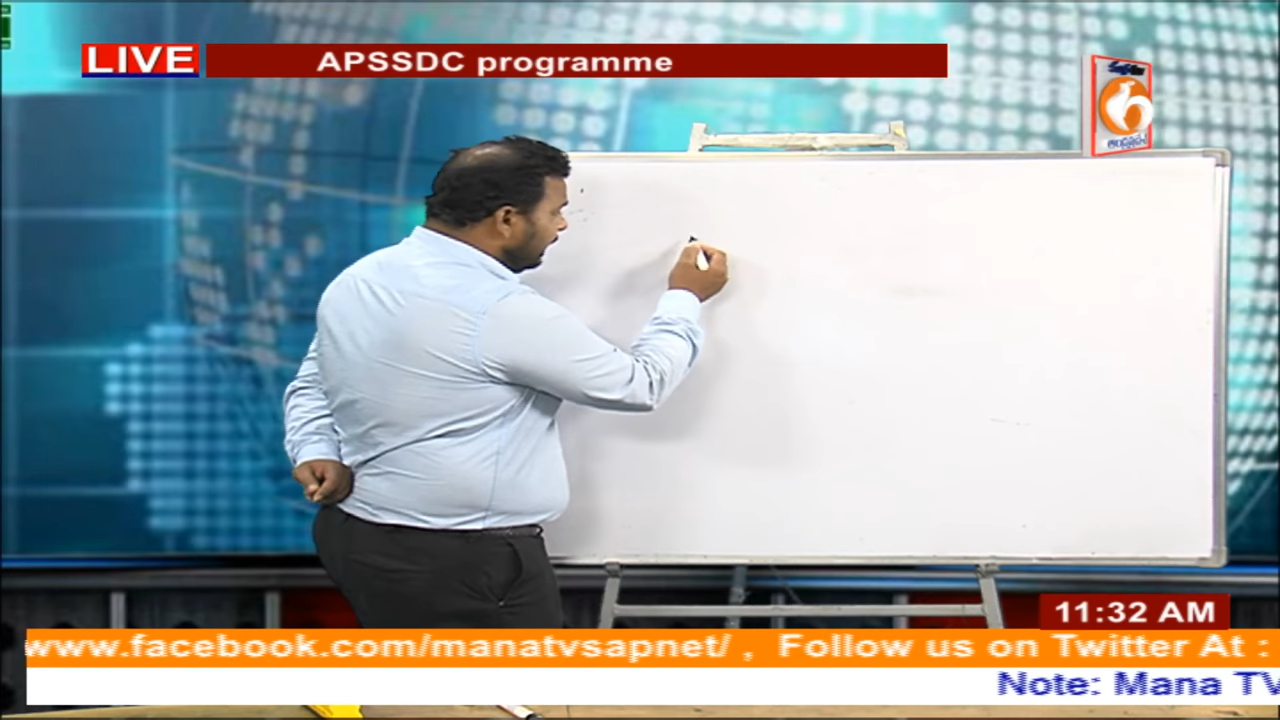 LIVE
APSSDC programme
11:32 AM
www.facebook.com/manatvsapnet/ , Follow us on Twitter At :
Note: Mana TV